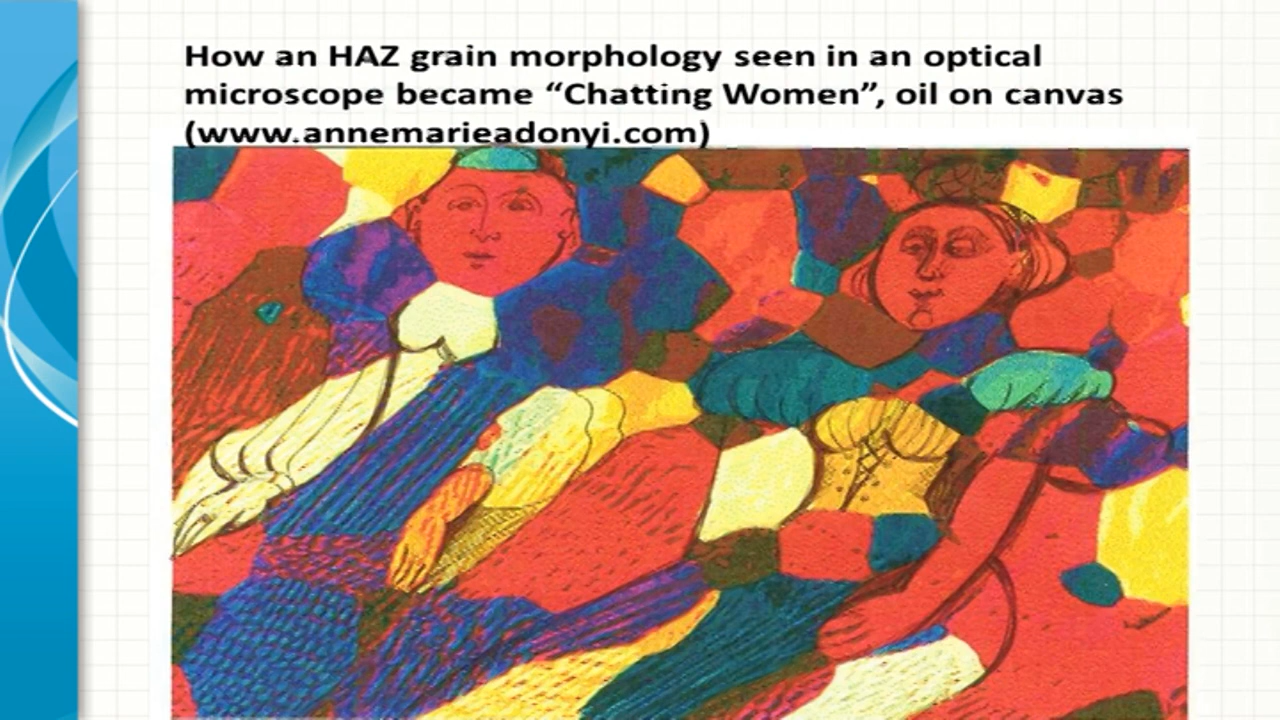 How an HAZ grain morphology seen in an optical
microscope became “Chatting Women”, oil on canvas
(www.annemarieadonyi.com)